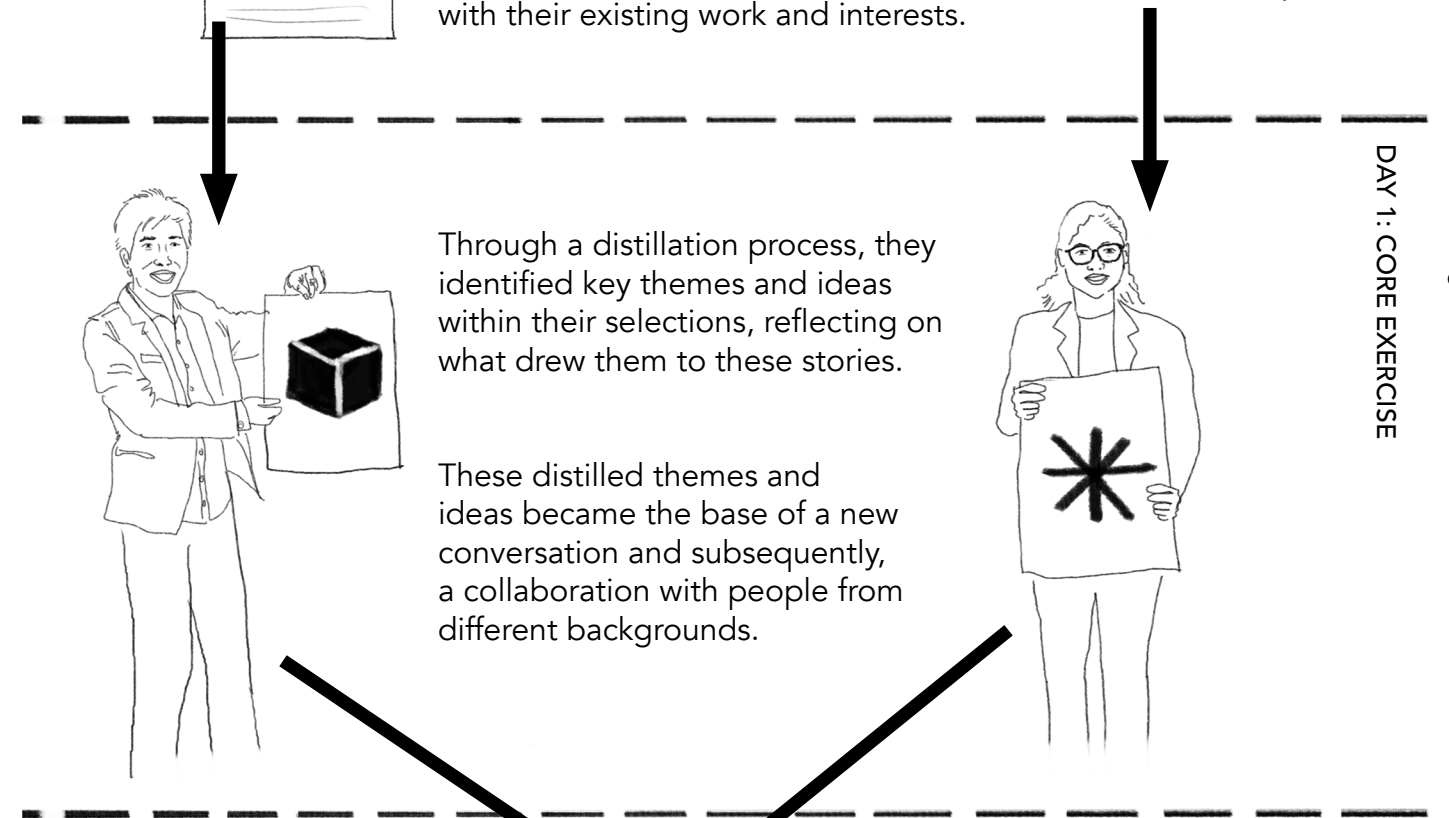 with their existing work and interests.
DAY 1: CORE EXERCISE
Through a distillation process, they
identified key themes and ideas
within their selections, reflecting on
what drew them to these stories.
These distilled themes and
ideas became the base of a new
conversation and subsequently,
a collaboration with people from
different backgrounds.